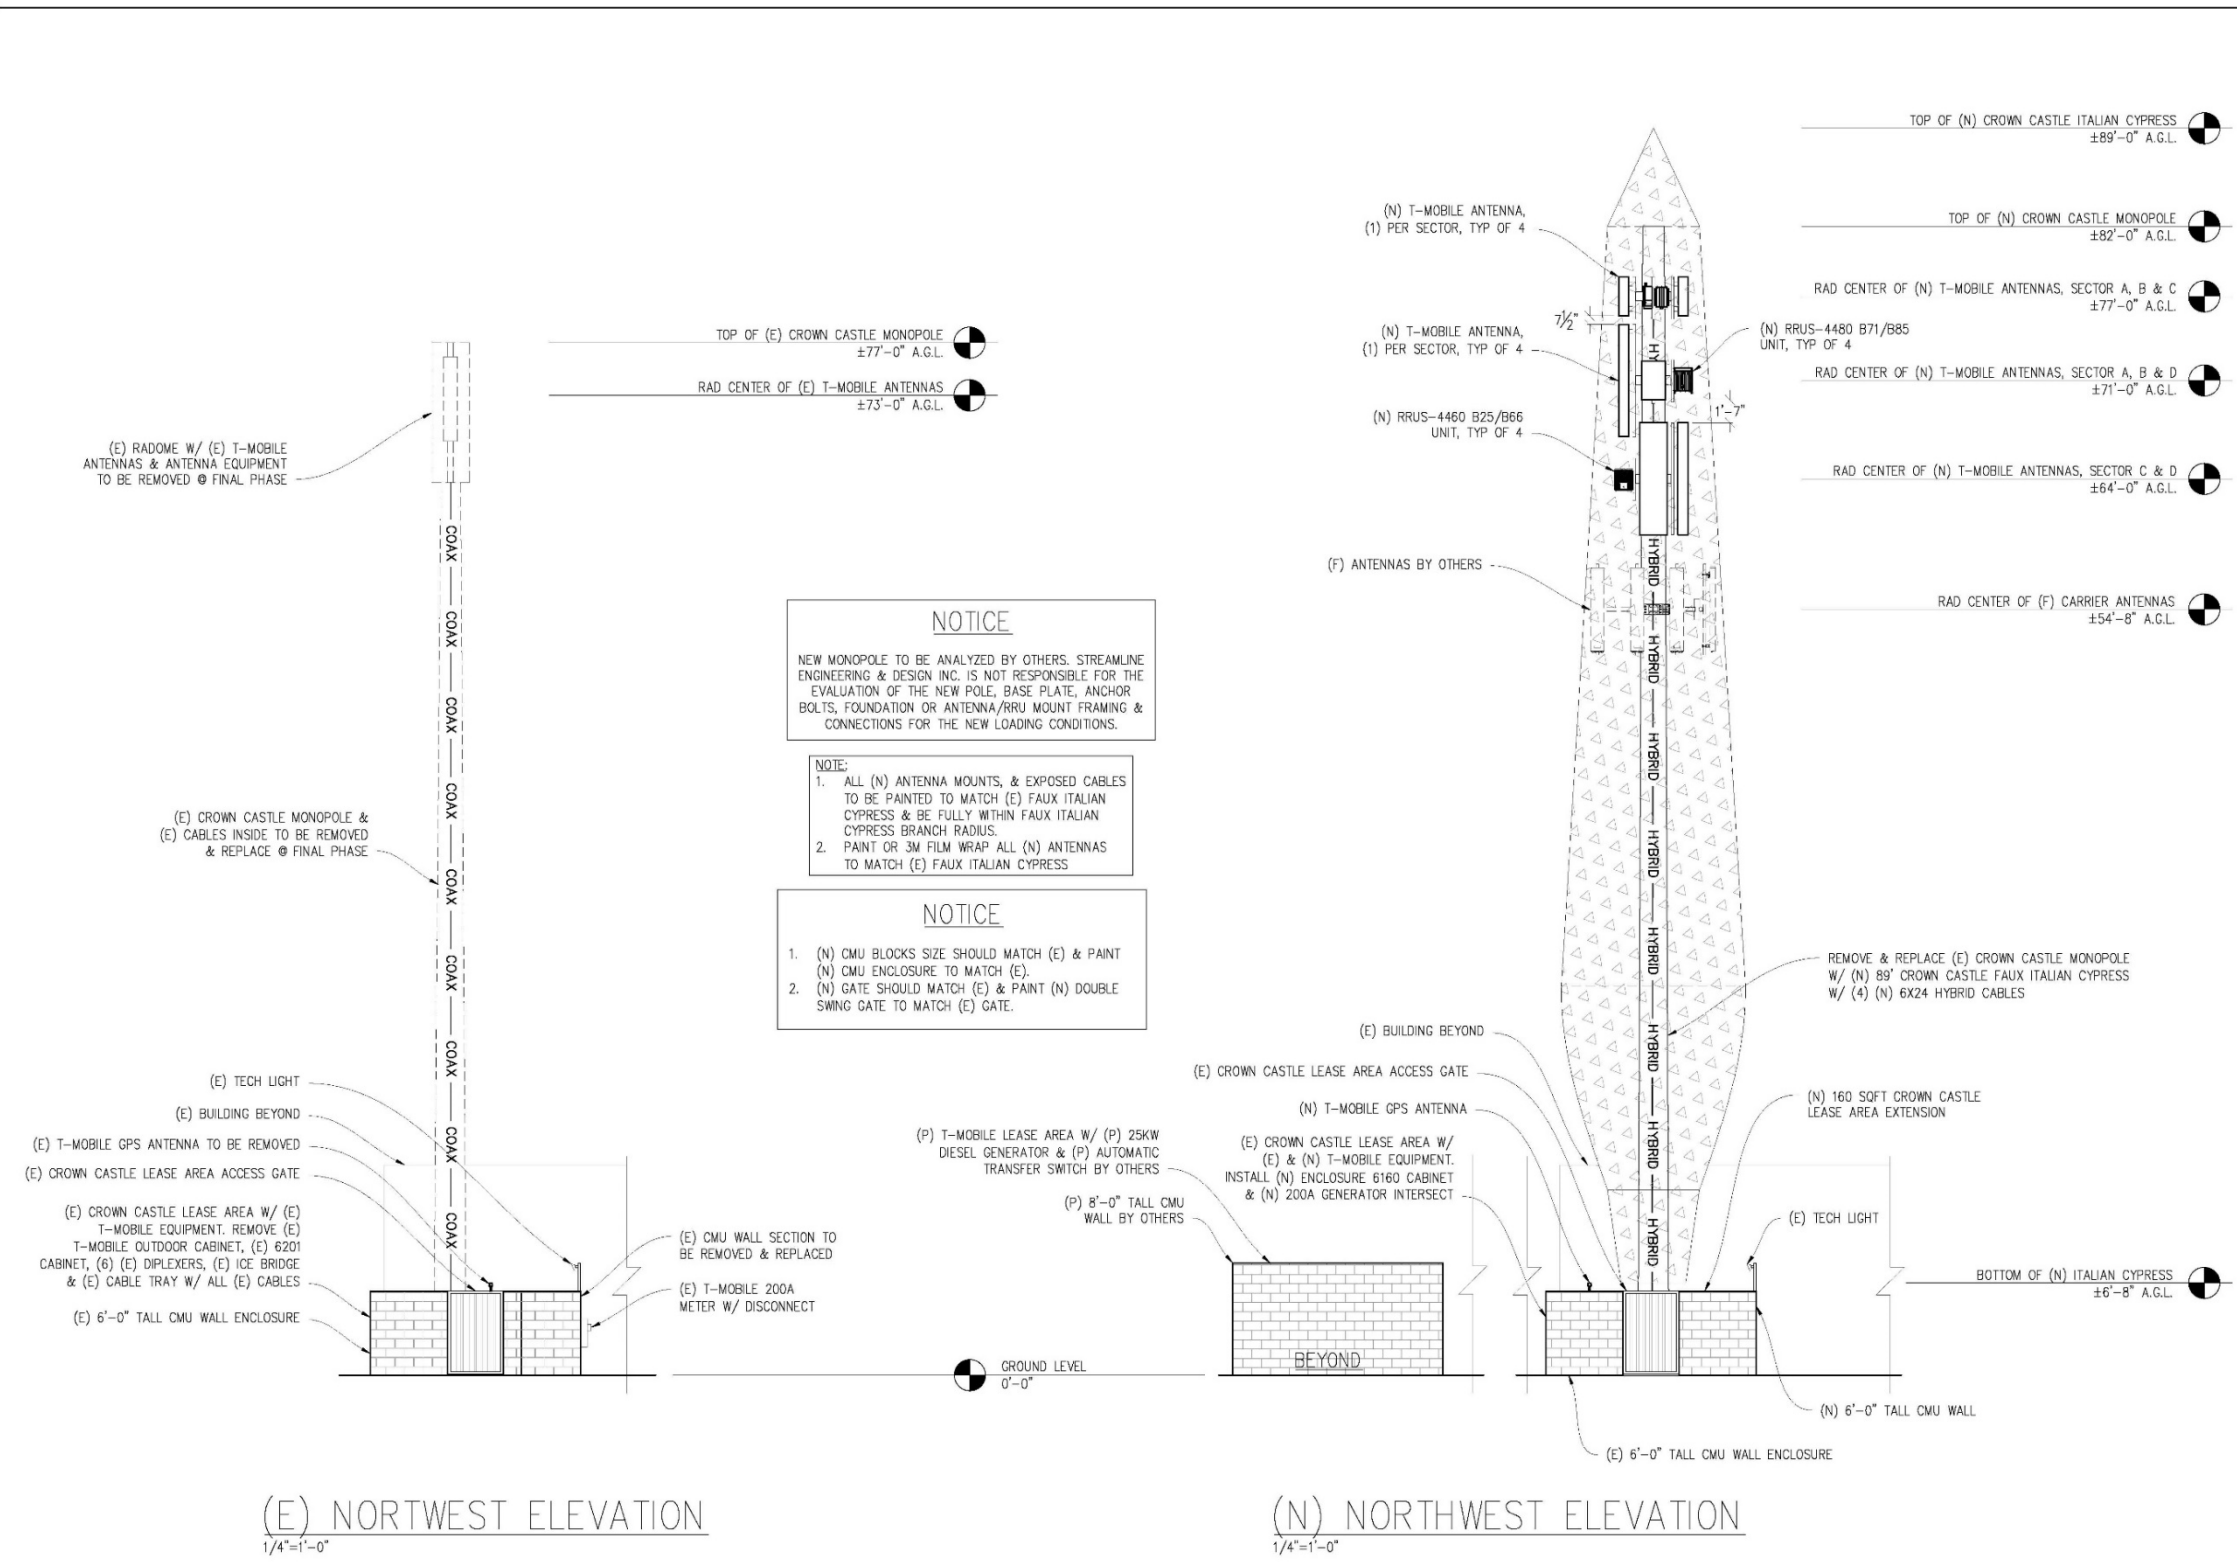 TOP OF (E) CROWN CASTLE MONOPOLE
±77'-0" A.G.L.
RAD CENTER OF (E) T-MOBILE ANTENNAS
±73'-0" A.G.L.
(E) RADOME W/ (E) T-MOBILE
ANTENNAS & ANTENNA EQUIPMENT
TO BE REMOVED @ FINAL PHASE
COAX
COAX
COAX
COAX
COAX
COAX
COAX
COAX
COAX
(E) CROWN CASTLE MONOPOLE &
(E) CABLES INSIDE TO BE REMOVED
& REPLACE @ FINAL PHASE
(E) TECH LIGHT
(E) BUILDING BEYOND
(E) T-MOBILE GPS ANTENNA TO BE REMOVED
(E) CROWN CASTLE LEASE AREA ACCESS GATE
(E) CROWN CASTLE LEASE AREA W/ (E)
T-MOBILE EQUIPMENT. REMOVE (E)
T-MOBILE OUTDOOR CABINET, (E) 6201
CABINET, (6) (E) DIPLEXERS, (E) ICE BRIDGE
& (E) CABLE TRAY W/ ALL (E) CABLES
(E) 6'-0" TALL CMU WALL ENCLOSURE
(E) CMU WALL SECTION TO
BE REMOVED & REPLACED
(E) T-MOBILE 200A
METER W/ DISCONNECT
GROUND LEVEL
0'-0"
(E) NORTWEST ELEVATION
1/4"=1'-0"
NOTICE
NEW MONOPOLE TO BE ANALYZED BY OTHERS. STREAMLINE
ENGINEERING & DESIGN INC. IS NOT RESPONSIBLE FOR THE
EVALUATION OF THE NEW POLE, BASE PLATE, ANCHOR
BOLTS, FOUNDATION OR ANTENNA/RRU MOUNT FRAMING &
CONNECTIONS FOR THE NEW LOADING CONDITIONS.
NOTE:
1. ALL (N) ANTENNA MOUNTS, & EXPOSED CABLES
TO BE PAINTED TO MATCH (E) FAUX ITALIAN
CYPRESS & BE FULLY WITHIN FAUX ITALIAN
CYPRESS BRANCH RADIUS.
2. PAINT OR 3M FILM WRAP ALL (N) ANTENNAS
TO MATCH (E) FAUX ITALIAN CYPRESS
NOTICE
1. (N) CMU BLOCKS SIZE SHOULD MATCH (E) & PAINT
(N) CMU ENCLOSURE TO MATCH (E).
2. (N) GATE SHOULD MATCH (E) & PAINT (N) DOUBLE
SWING GATE TO MATCH (E) GATE.
TOP OF (N) CROWN CASTLE ITALIAN CYPRESS
±89'-0" A.G.L.
TOP OF (N) CROWN CASTLE MONOPOLE
±82'-0" A.G.L.
RAD CENTER OF (N) T-MOBILE ANTENNAS, SECTOR A, B & C
±77'-0" A.G.L.
(N) RRUS-4480 B71/B85
UNIT, TYP OF 4
RAD CENTER OF (N) T-MOBILE ANTENNAS, SECTOR A, B & D
±71'-0" A.G.L.
1'-7"
RAD CENTER OF (N) T-MOBILE ANTENNAS, SECTOR C & D
±64'-0" A.G.L.
RAD CENTER OF (F) CARRIER ANTENNAS
±54'-8" A.G.L.
(N) T-MOBILE ANTENNA,
(1) PER SECTOR, TYP OF 4
7½"
(N) T-MOBILE ANTENNA,
(1) PER SECTOR, TYP OF 4
(N) RRUS-4460 B25/B66
UNIT, TYP OF 4
(F) ANTENNAS BY OTHERS
HY
HYBRID
HYBRID
HYBRID
HYBRID
HYBRID
HYBRID
HYBRID
HYBRID
REMOVE & REPLACE (E) CROWN CASTLE MONOPOLE
W/ (N) 89' CROWN CASTLE FAUX ITALIAN CYPRESS
W/ (4) (N) 6X24 HYBRID CABLES
(E) BUILDING BEYOND
(E) CROWN CASTLE LEASE AREA ACCESS GATE
(N) T-MOBILE GPS ANTENNA
(E) CROWN CASTLE LEASE AREA W/
(E) & (N) T-MOBILE EQUIPMENT.
INSTALL (N) ENCLOSURE 6160 CABINET
& (N) 200A GENERATOR INTERSECT
(P) T-MOBILE LEASE AREA W/ (P) 25KW
DIESEL GENERATOR & (P) AUTOMATIC
TRANSFER SWITCH BY OTHERS
(P) 8'-0" TALL CMU
WALL BY OTHERS
BEYOND
(N) 160 SQFT CROWN CASTLE
LEASE AREA EXTENSION
(E) TECH LIGHT
BOTTOM OF (N) ITALIAN CYPRESS
±6'-8" A.G.L.
(N) 6'-0" TALL CMU WALL
(E) 6'-0" TALL CMU WALL ENCLOSURE
(N) NORTHWEST ELEVATION
1/4"=1'-0"